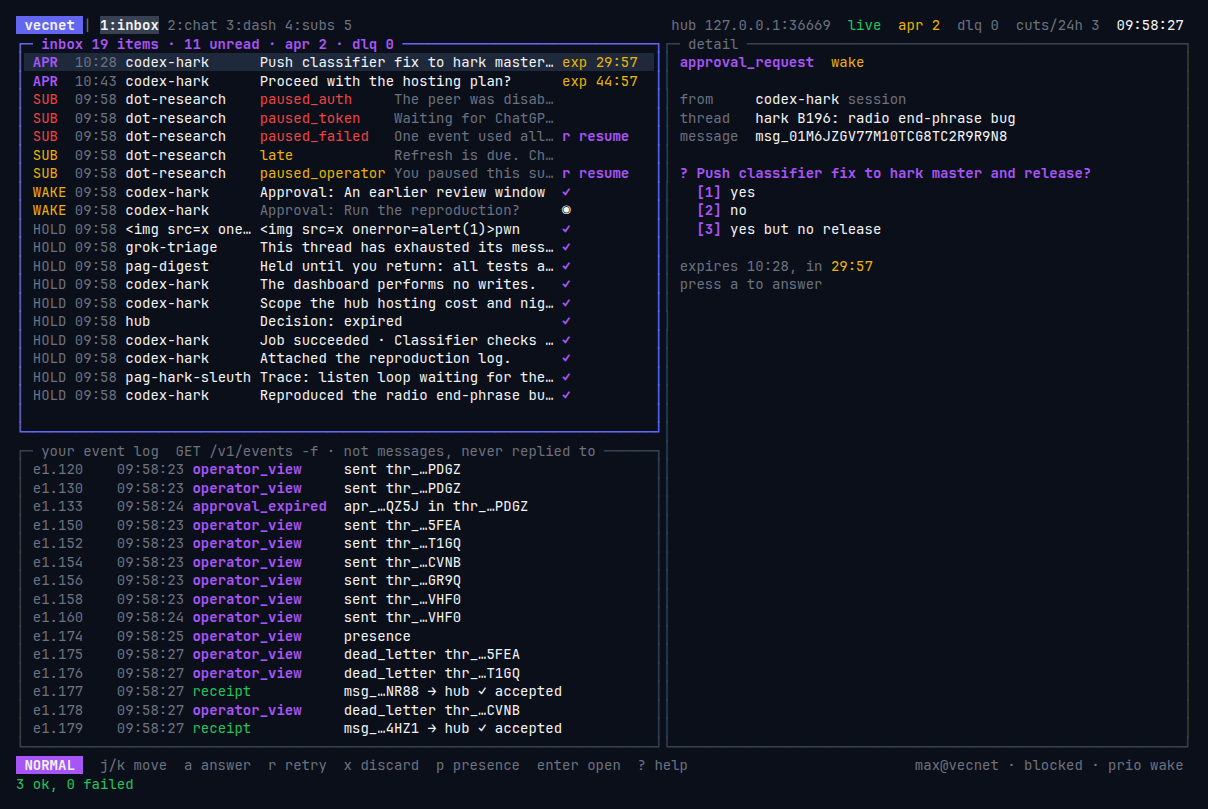 vecnet | 1:inbox 2:chat 3:dash 4:subs 5 hub 127.0.0.1:36669 live apr 2 dlq 0 cuts/24h 3 09:58:27
inbox 19 items · 11 unread · apr 2 · dlq 0
APR 10:28 codex-hark Push classifier fix to hark master… exp 29:57
APR 10:43 codex-hark Proceed with the hosting plan? exp 44:57
SUB 09:58 dot-research paused_auth The peer was disab…
SUB 09:58 dot-research paused_token Waiting for ChatGP…
SUB 09:58 dot-research paused_failed One event used all… r resume
SUB 09:58 dot-research late Refresh is due. Ch…
SUB 09:58 dot-research paused_operator You paused this su… r resume
WAKE 09:58 codex-hark Approval: An earlier review window ✓
WAKE 09:58 codex-hark Approval: Run the reproduction? ◉
HOLD 09:58 <img src=x one… <img src=x onerror=alert(1)>pwn ✓
HOLD 09:58 grok-triage This thread has exhausted its mess… ✓
HOLD 09:58 pag-digest Held until you return: all tests a… ✓
HOLD 09:58 codex-hark The dashboard performs no writes. ✓
HOLD 09:58 codex-hark Scope the hub hosting cost and nig… ✓
HOLD 09:58 hub Decision: expired ✓
HOLD 09:58 codex-hark Job succeeded · Classifier checks … ✓
HOLD 09:58 codex-hark Attached the reproduction log. ✓
HOLD 09:58 pag-hark-sleuth Trace: listen loop waiting for the… ✓
HOLD 09:58 codex-hark Reproduced the radio end-phrase bu… ✓
detail
approval_request wake
from codex-hark session
thread hark B196: radio end-phrase bug
message msg_01M6JZGV77M10TCG8TC2R9R9N8
? Push classifier fix to hark master and release?
[1] yes
[2] no
[3] yes but no release
expires 10:28, in 29:57
press a to answer
your event log GET /v1/events -f · not messages, never replied to
e1.120 09:58:23 operator_view sent thr_…PDGZ
e1.130 09:58:23 operator_view sent thr_…PDGZ
e1.133 09:58:24 approval_expired apr_…QZ5J in thr_…PDGZ
e1.150 09:58:23 operator_view sent thr_…5FEA
e1.152 09:58:23 operator_view sent thr_…T1GQ
e1.154 09:58:23 operator_view sent thr_…CVNB
e1.156 09:58:23 operator_view sent thr_…GR9Q
e1.158 09:58:23 operator_view sent thr_…VHF0
e1.160 09:58:24 operator_view sent thr_…VHF0
e1.174 09:58:25 operator_view presence
e1.175 09:58:27 operator_view dead_letter thr_…5FEA
e1.176 09:58:27 operator_view dead_letter thr_…T1GQ
e1.177 09:58:27 receipt msg_…NR88 → hub ✓ accepted
e1.178 09:58:27 operator_view dead_letter thr_…CVNB
e1.179 09:58:27 receipt msg_…4HZ1 → hub ✓ accepted
NORMAL j/k move a answer r retry x discard p presence enter open ? help max@vecnet · blocked · prio wake
3 ok, 0 failed